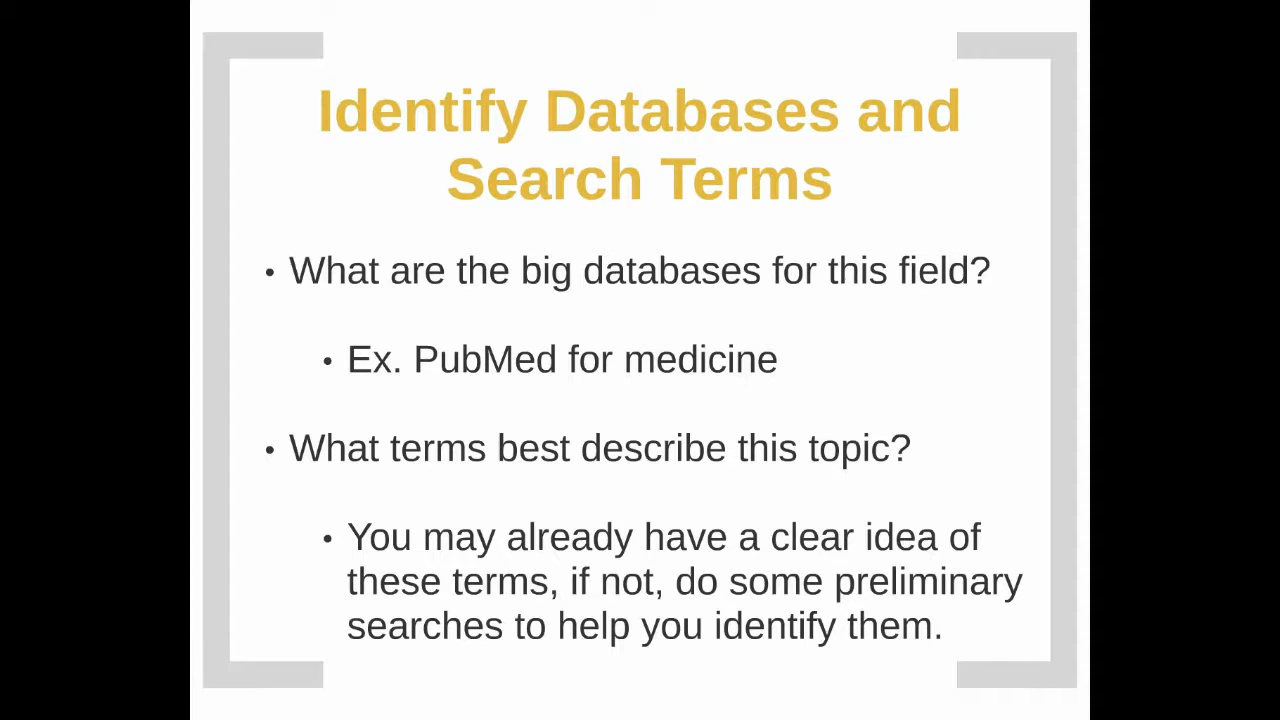 Identify Databases and
Search Terms
• What are the big databases for this field?
• Ex. PubMed for medicine
• What terms best describe this topic?
• You may already have a clear idea of
these terms, if not, do some preliminary
searches to help you identify them.